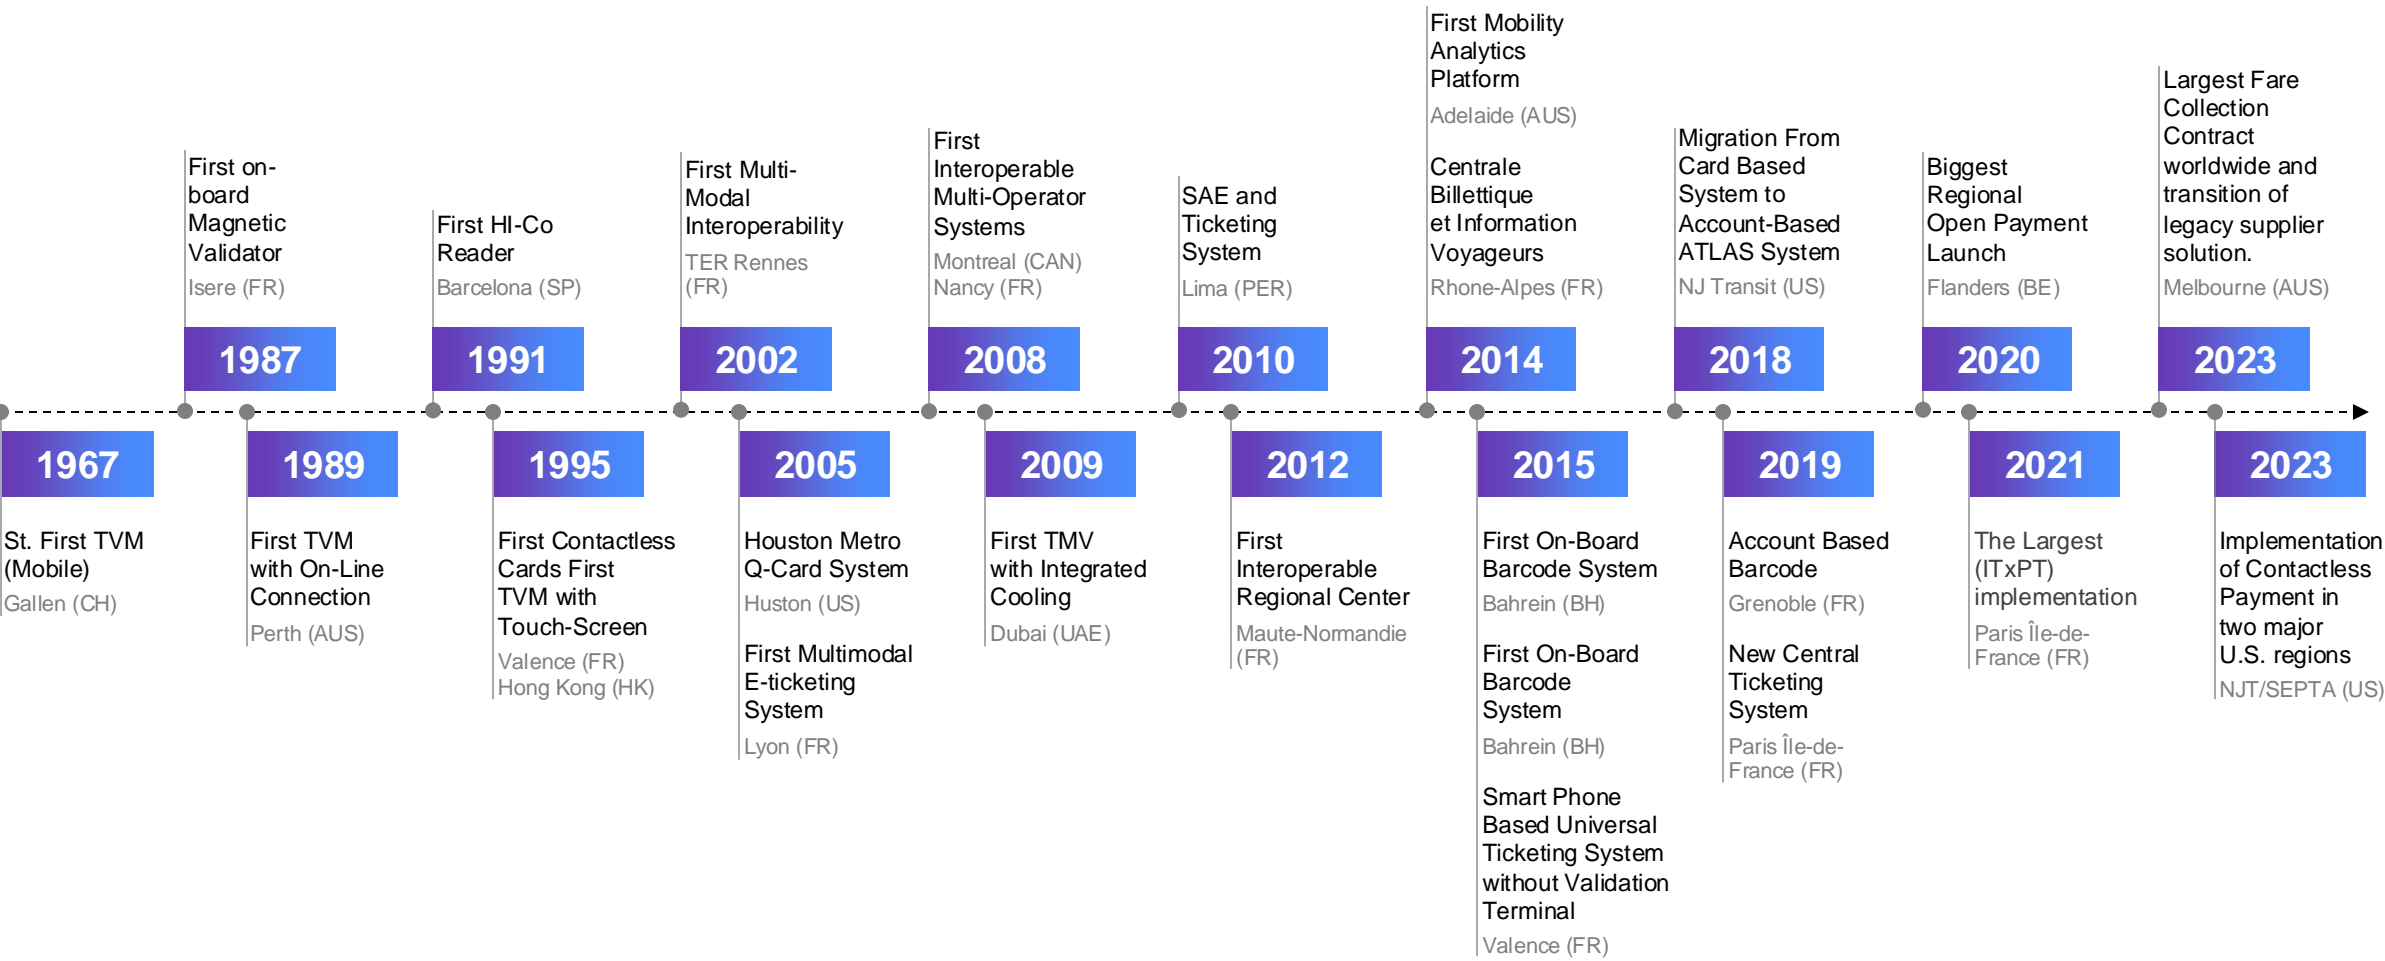 First on-
board
Magnetic
Validator
Isere (FR)
1987
First HI-Co
Reader
Barcelona (SP)
1991
First Multi-
Modal
Interoperability
TER Rennes
(FR)
2002
First
Interoperable
Multi-Operator
Systems
Montreal (CAN)
Nancy (FR)
2008
SAE and
Ticketing
System
Lima (PER)
2010
First Mobility
Analytics
Platform
Adelaide (AUS)
Centrale
Billettique
et Information
Voyageurs
Rhone-Alpes (FR)
2014
Migration From
Card Based
System to
Account-Based
ATLAS System
NJ Transit (US)
2018
Biggest
Regional
Open Payment
Launch
Flanders (BE)
2020
Largest Fare
Collection
Contract
worldwide and
transition of
legacy supplier
solution.
Melbourne (AUS)
2023
1967
St. First TVM
(Mobile)
Gallen (CH)
1989
First TVM
with On-Line
Connection
Perth (AUS)
1995
First Contactless
Cards First
TVM with
Touch-Screen
Valence (FR)
Hong Kong (HK)
2005
Houston Metro
Q-Card System
Huston (US)
First Multimodal
E-ticketing
System
Lyon (FR)
2009
First TMV
with Integrated
Cooling
Dubai (UAE)
2012
First
Interoperable
Regional Center
Maute-Normandie
(FR)
2015
First On-Board
Barcode System
Bahrein (BH)
First On-Board
Barcode
System
Bahrein (BH)
Smart Phone
Based Universal
Ticketing System
without Validation
Terminal
Valence (FR)
2019
Account Based
Barcode
Grenoble (FR)
New Central
Ticketing
System
Paris Île-de-
France (FR)
2021
The Largest
(ITxPT)
implementation
Paris Île-de-
France (FR)
2023
Implementation
of Contactless
Payment in
two major
U.S. regions
NJT/SEPTA (US)